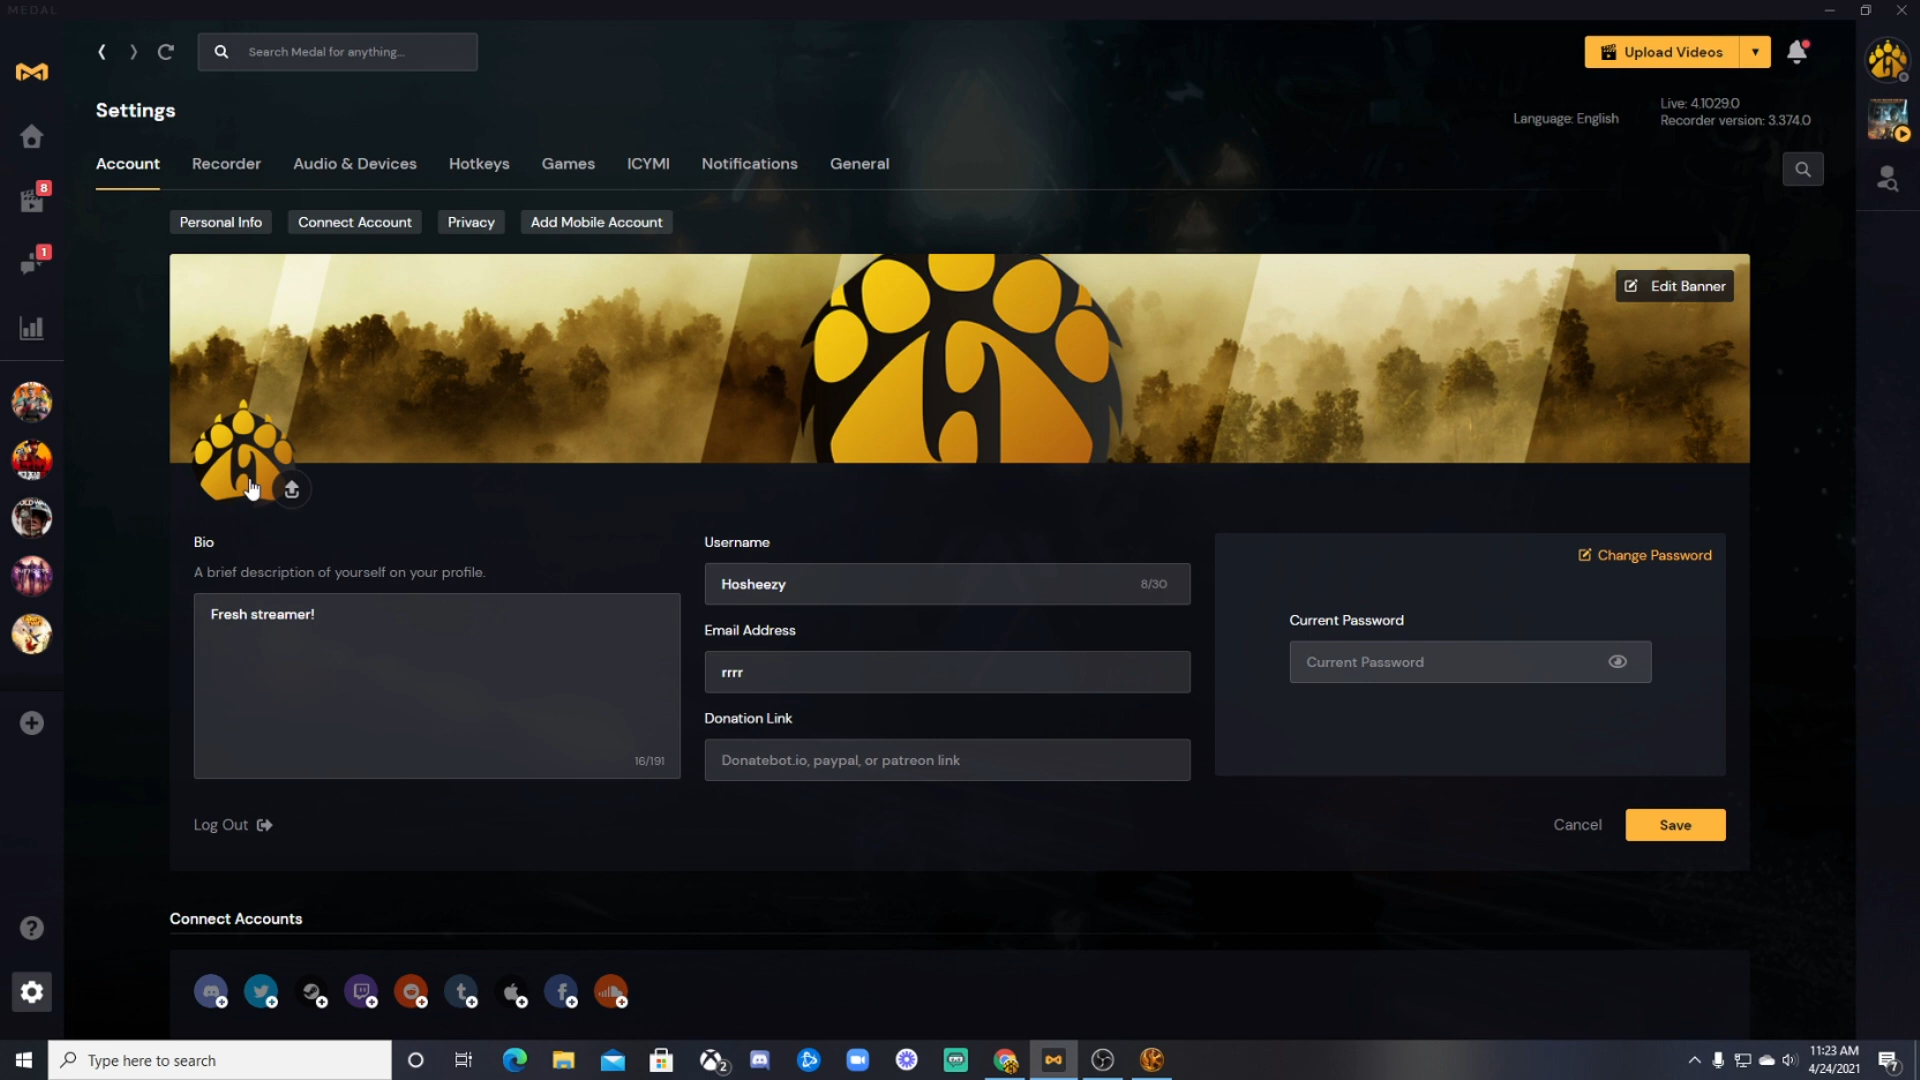 MEDAL
Search Medal for anything...
Upload Videos
Settings
Language: English
Live: 4.1029.0
Recorder version: 3.374.0
Account Recorder Audio & Devices Hotkeys Games ICYMI Notifications General
8
Personal Info Connect Account Privacy Add Mobile Account
1
Edit Banner
Bio
A brief description of yourself on your profile.
Fresh streamer!
16/191
Username
Hosheezy 8/30
Email Address
rrrr
Donation Link
Donatebot.io, paypal, or patreon link
Change Password
Current Password
Current Password
Log Out
Cancel Save
Connect Accounts
Type here to search
2
11:23 AM
4/24/2021
7